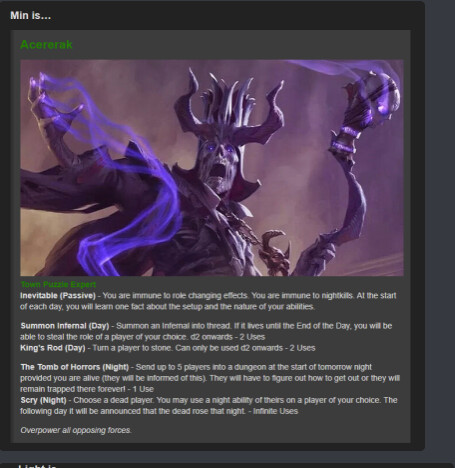 Min is...
Acererak
Town Puzzle Expert
Inevitable (Passive) - You are immune to role changing effects. You are immune to nightkills. At the start
of each day, you will learn one fact about the setup and the nature of your abilities.
Summon Infernal (Day) - Summon an Infernal into thread. If it lives until the End of the Day, you will be
able to steal the role of a player of your choice. d2 onwards - 2 Uses
King's Rod (Day) - Turn a player to stone. Can only be used d2 onwards - 2 Uses
The Tomb of Horrors (Night) - Send up to 5 players into a dungeon at the start of tomorrow night
provided you are alive (they will be informed of this). They will have to figure out how to get out or they will
remain trapped there forever! - 1 Use
Scry (Night) - Choose a dead player. You may use a night ability of theirs on a player of your choice. The
following day it will be announced that the dead rose that night. - Infinite Uses
Overpower all opposing forces.
Light is